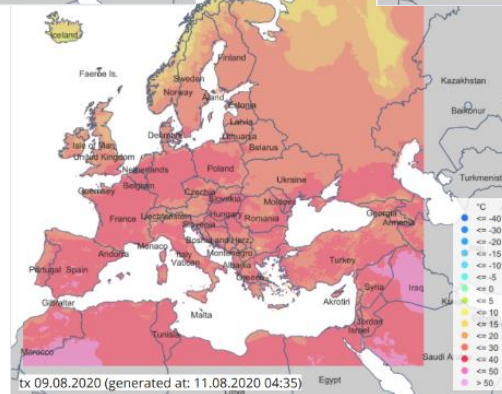 Iceland
Faeroe Is.
Finland
Sweden
Norway
Åland
Estonia
Latvia
Lithuania
Denmark
Isle of Man
United Kingdom
Belarus
Kazakhstan
Baikonur
Netherlands
Poland
Guernsey
Belgium
Ukraine
Czechia
Slovakia
Moldova
France
Liechtenstein
Hungary
Romania
Slovenia
Turkmenist
Georgia
Armenia
Monaco
Bosnia and Herz.
Andorra
Italy
Montenegro
Vatican
Albania
Portugal
Spain
Greece
Turkey
Gibraltar
Malta
Akrotiri
Syria
Iraq
Tunisia
Jordan
Israel
Morocco
Saudi A
Egypt
°C
<= -40
<= -30
<= -20
<= -15
<= -10
<= -5
<= 0
<= 5
<= 10
<= 15
<= 20
<= 30
<= 40
<= 50
> 50
tx 09.08.2020 (generated at: 11.08.2020 04:35)